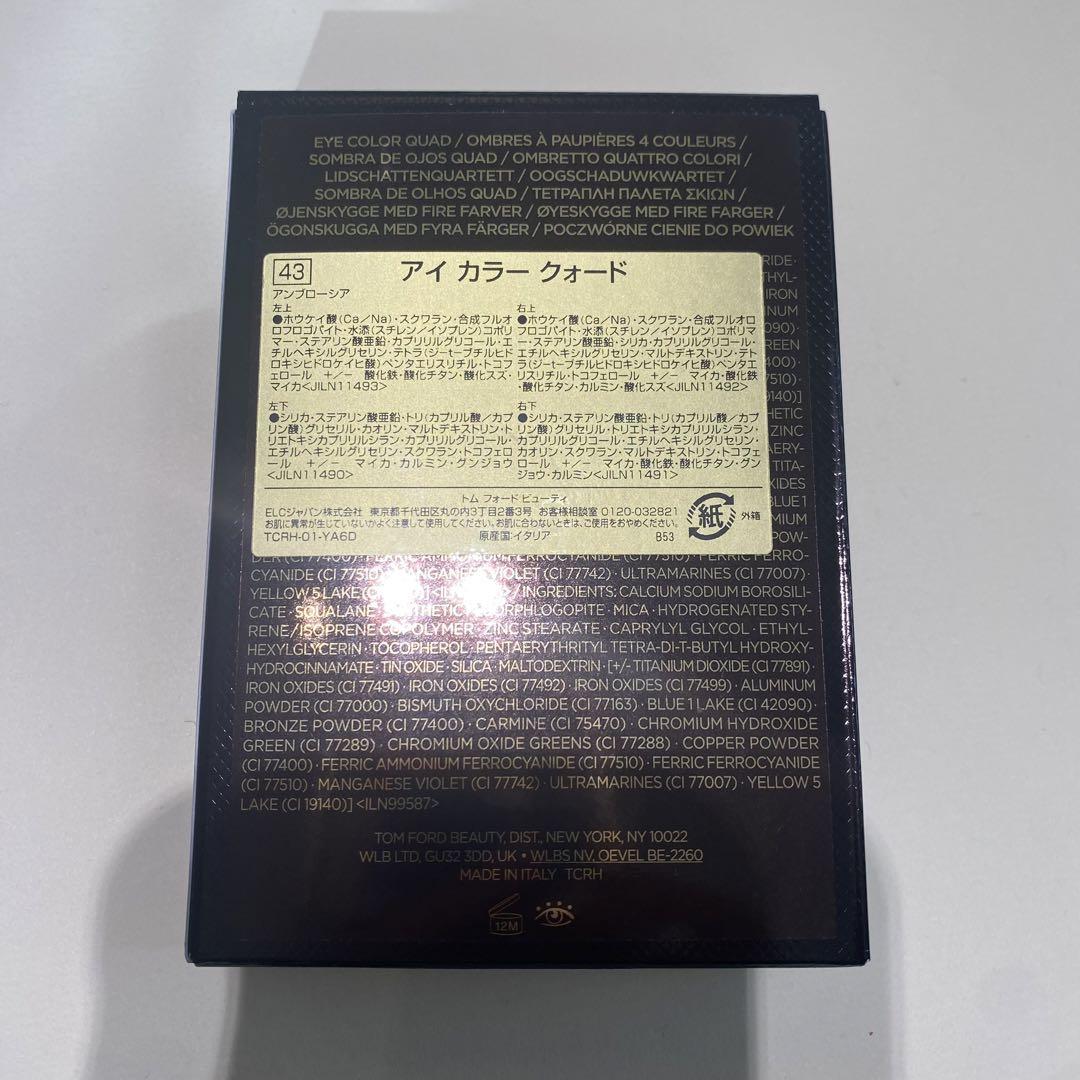 EYE COLOR QUAD / OMBRES À PAUPIÈRES 4 COULEURS /
SOMBRA DE OJOS QUAD / OMBRETTO QUATTRO COLORI /
LIDSCHATTENQUARTETT / OOGSCHADUWKWARTET /
SOMBRA DE OLHOS QUAD / ΤΕΤΡΑΠΛΗ ΠΑΛΕΤΑ ΣΚΙΩΝ /
ØJENSKYGGE MED FIRE FARVER / ØYESKYGGE MED FIRE FARGER /
ÖGONSKUGGA MED FYRA FÄRGER / POCZWÓRNE CIENIE DO POWIEK
43 アイ カラー クォード
アンブローシア
左上
●ホウケイ酸(Ca/Na)・スクワラン・合成フルオロ
ロフロゴパイト・水添(スチレン/イソプレン)コポリ
マー・ステアリン酸亜鉛・カプリリルグリコール・エ
チルヘキシルグリセリン・テトラ(ジ-t-ブチルヒド
ロキシヒドロケイヒ酸)ペンタエリスリチル・トコフ
ェロール +/- 酸化鉄・酸化チタン・酸化スズ・
マイカ<JILN11493>
右上
●ホウケイ酸(Ca/Na)・スクワラン・合成フルオロ
フロゴパイト・水添(スチレン/イソプレン)コポリマ
ー・ステアリン酸亜鉛・シリカ・カプリリルグリコール
・エチルヘキシルグリセリン・マルトデキストリン・テト
ラ(ジ-t-ブチルヒドロキシヒドロケイヒ酸)ペンタエ
リスリチル・トコフェロール +/- マイカ・酸化鉄
・酸化チタン・カルミン・酸化スズ<JILN11492>
左下
●シリカ・ステアリン酸亜鉛・トリ(カプリル酸/カプ
リン酸)グリセリル・カオリン・マルトデキストリン・ト
リエトキシカプリリルシラン・カプリリルグリコール・
エチルヘキシルグリセリン・スクワラン・トコフェロー
ル +/- マイカ・カルミン・グンジョウ
<JILN11490>
右下
●シリカ・ステアリン酸亜鉛・トリ(カプリル酸/カプ
リン酸)グリセリル・トリエトキシカプリリルシラン・
カプリリルグリコール・エチルヘキシルグリセリン・
カオリン・スクワラン・マルトデキストリン・トコフェ
ロール +/- マイカ・酸化鉄・酸化チタン・グン
ジョウ・カルミン<JILN11491>
トム フォード ビューティ
ELCジャパン株式会社 東京都千代田区丸の内3丁目2番3号 お客様相談室 0120-032821
お肌に異常が生じていないかよく注意して使用してください。お肌に合わないときは、ご使用をおやめください。
TCRH-01-YA6D 原産国:イタリア B53
紙 外箱
RIDE ·
THYL-
IRON
INUM
2090) ·
GREEN
7400) ·
7510) ·
9140)]
HETIC
ZINC
AERY-
TITA-
OXIDES
BLUE 1
MIUM
POW-
DER (CI 77400) · FERRIC AMMONIUM FERROCYANIDE (CI 77510) · FERRIC FERRO-
CYANIDE (CI 77510) · MANGANESE VIOLET (CI 77742) · ULTRAMARINES (CI 77007) ·
YELLOW 5 LAKE / INGREDIENTS: CALCIUM SODIUM BOROSILI-
CATE · SQUALANE · SYNTHETIC FLUORPHLOGOPITE · MICA · HYDROGENATED STY-
RENE/ISOPRENE COPOLYMER · ZINC STEARATE · CAPRYLYL GLYCOL · ETHYL-
HEXYLGLYCERIN · TOCOPHEROL · PENTAERYTHRITYL TETRA-DI-T-BUTYL HYDROXY-
HYDROCINNAMATE · TIN OXIDE · SILICA · MALTODEXTRIN · [+/- TITANIUM DIOXIDE (CI 77891) ·
IRON OXIDES (CI 77491) · IRON OXIDES (CI 77492) · IRON OXIDES (CI 77499) · ALUMINUM
POWDER (CI 77000) · BISMUTH OXYCHLORIDE (CI 77163) · BLUE 1 LAKE (CI 42090) ·
BRONZE POWDER (CI 77400) · CARMINE (CI 75470) · CHROMIUM HYDROXIDE
GREEN (CI 77289) · CHROMIUM OXIDE GREENS (CI 77288) · COPPER POWDER
(CI 77400) · FERRIC AMMONIUM FERROCYANIDE (CI 77510) · FERRIC FERROCYANIDE
(CI 77510) · MANGANESE VIOLET (CI 77742) · ULTRAMARINES (CI 77007) · YELLOW 5
LAKE (CI 19140)] <ILN99587>
TOM FORD BEAUTY, DIST., NEW YORK, NY 10022
WLB LTD, GU32 3DD, UK • WLBS NV, OEVEL BE-2260
MADE IN ITALY TCRH
12M